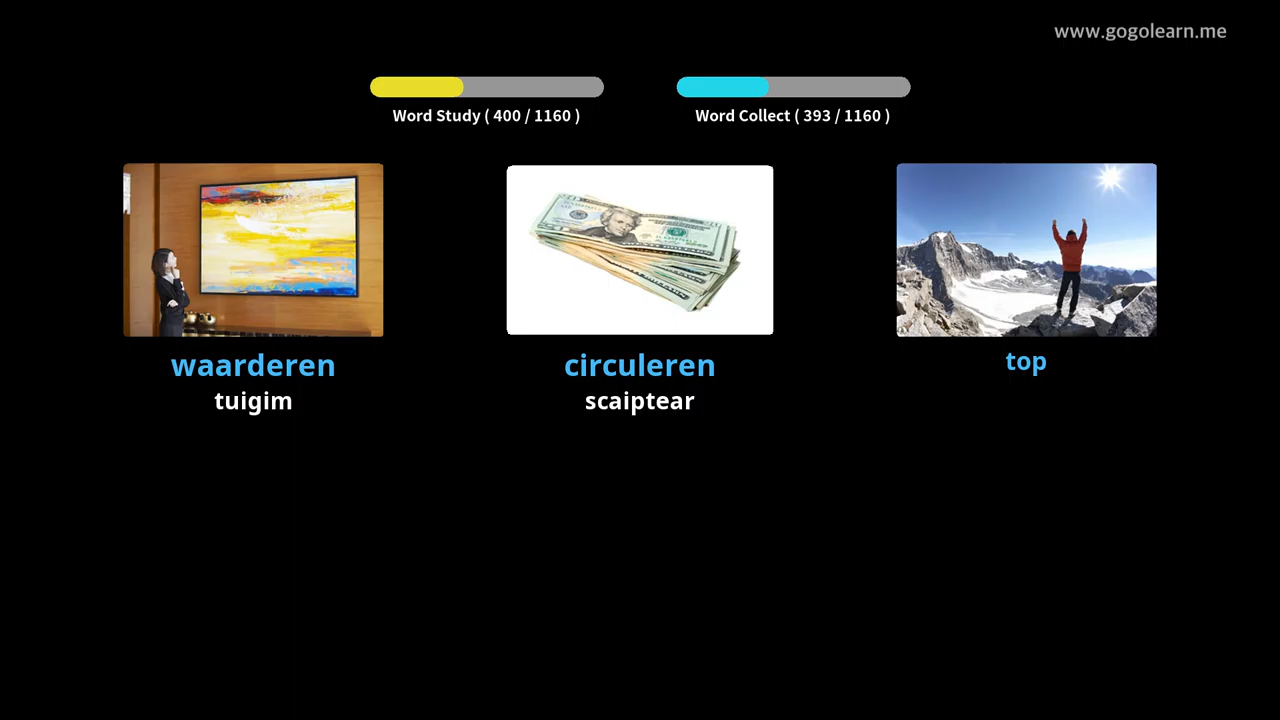 www.gogolearn.me
Word Study ( 400 / 1160 )
Word Collect ( 393 / 1160 )
waarderen
tuigim
circuleren
scaiptear
top